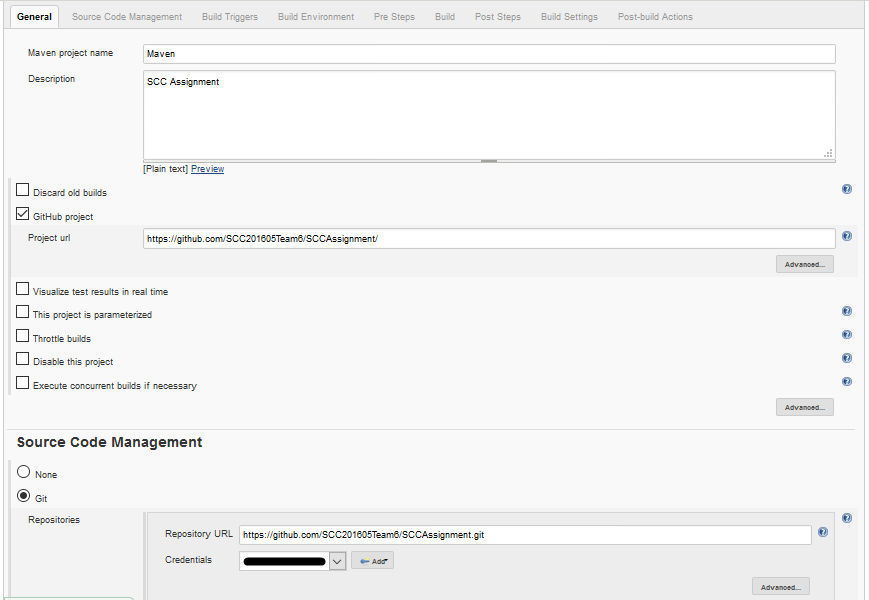 General Source Code Management Build Triggers Build Environment Pre Steps Build Post Steps Build Settings Post-build Actions
Maven project name Maven
Description SCC Assignment
[Plain text] Preview
Discard old builds
GitHub project
Project url https://github.com/SCC201605Team6/SCCAssignment/
Advanced...
Visualize test results in real time
This project is parameterized
Throttle builds
Disable this project
Execute concurrent builds if necessary
Advanced...
Source Code Management
None
Git
Repositories
Repository URL https://github.com/SCC201605Team6/SCCAssignment.git
Credentials Add
Advanced...